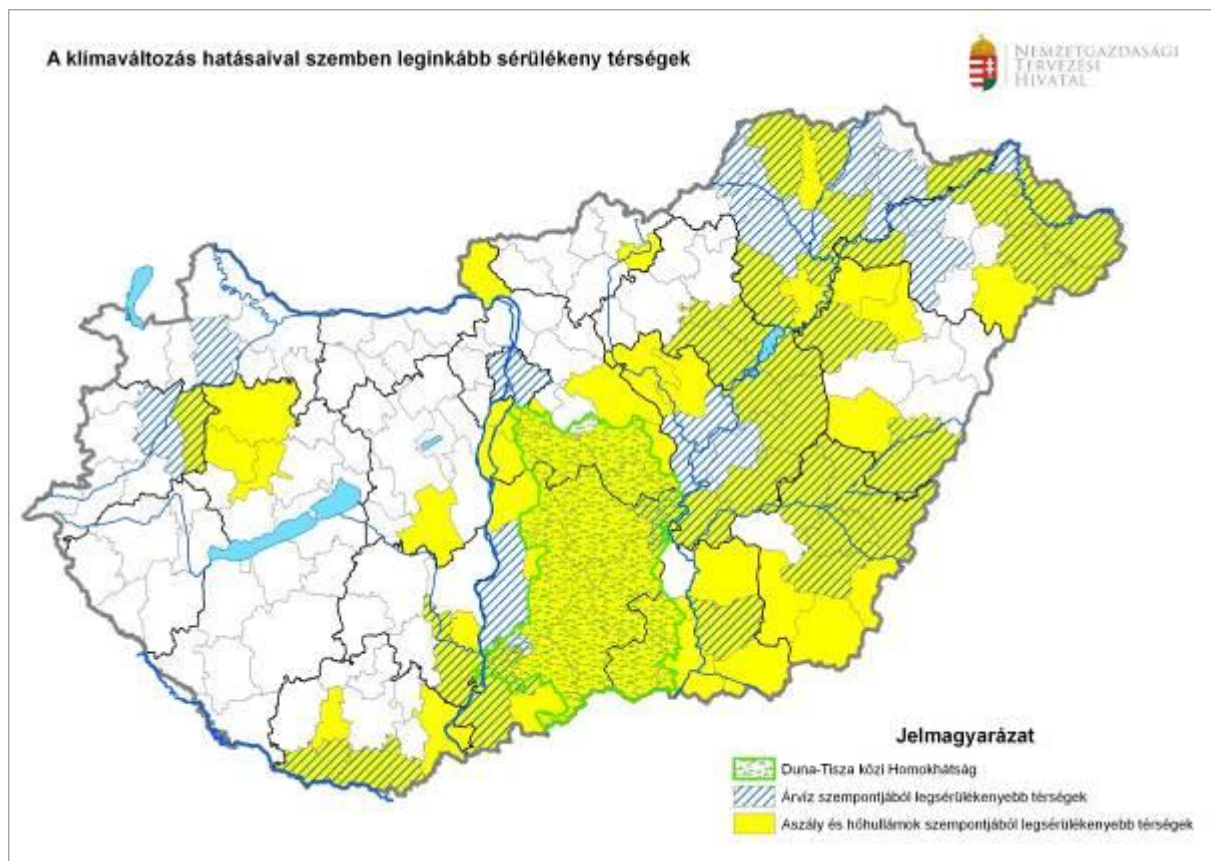 A klímaváltozás hatásaival szemben leginkább sérülékeny térségek
NEMZETGAZDASÁGI
TERVEZÉSI
HIVATAL
Jelmagyarázat
Duna-Tisza közi Homokhátság
Árvíz szempontjából legsérülékenyebb térségek
Aszály és hőhullámok szempontjából legsérülékenyebb térségek